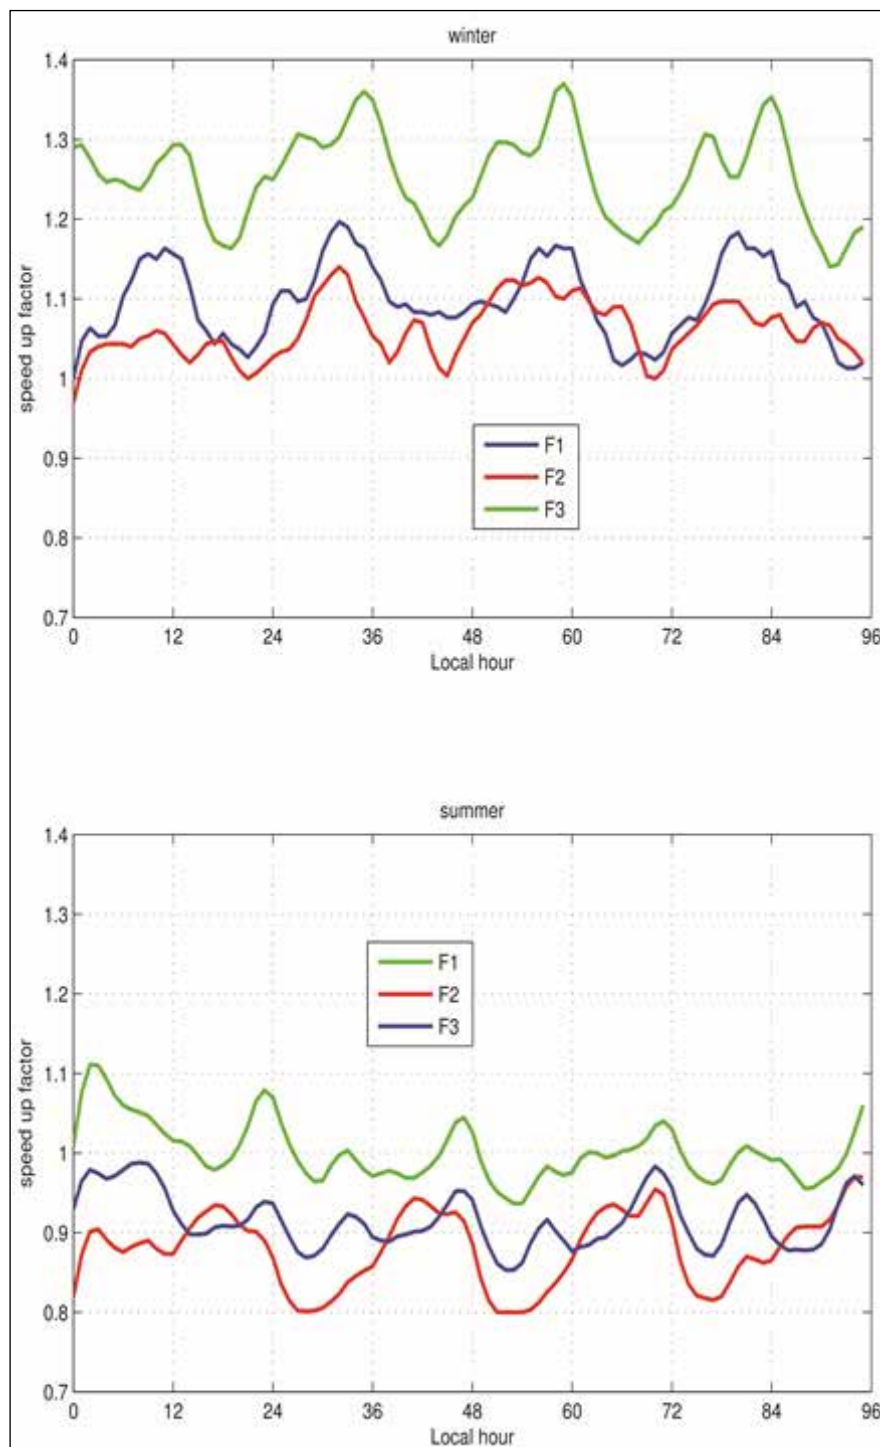 winter
1.4
1.3
1.2
1.1
1
0.9
0.8
0.7
speed up factor
F1
F2
F3
0 12 24 36 48 60 72 84 96
Local hour
summer
1.4
1.3
1.2
1.1
1
0.9
0.8
0.7
speed up factor
F1
F2
F3
0 12 24 36 48 60 72 84 96
Local hour